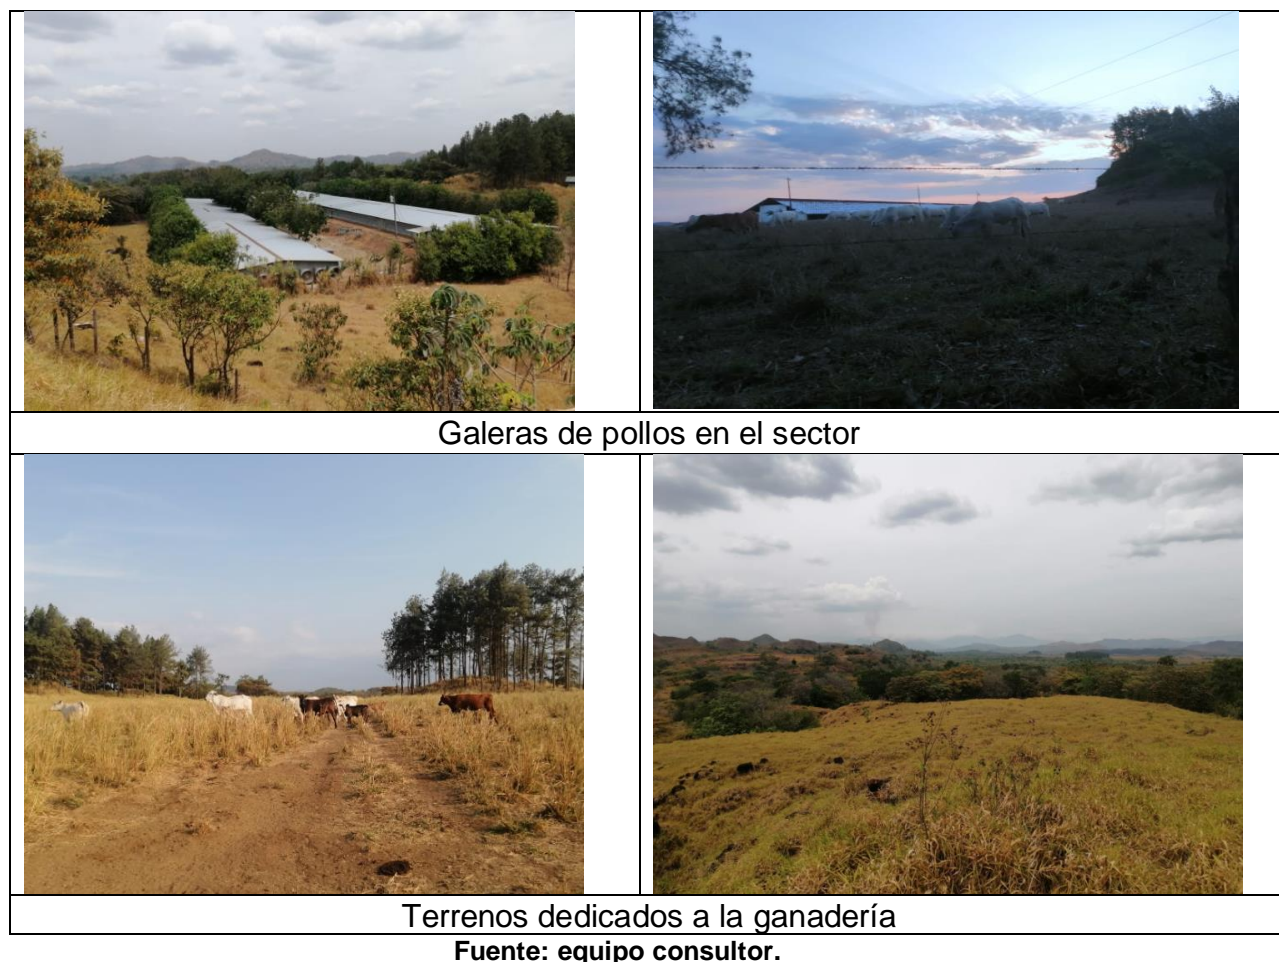 Galeras de pollos en el sector
Terrenos dedicados a la ganadería
Fuente: equipo consultor.